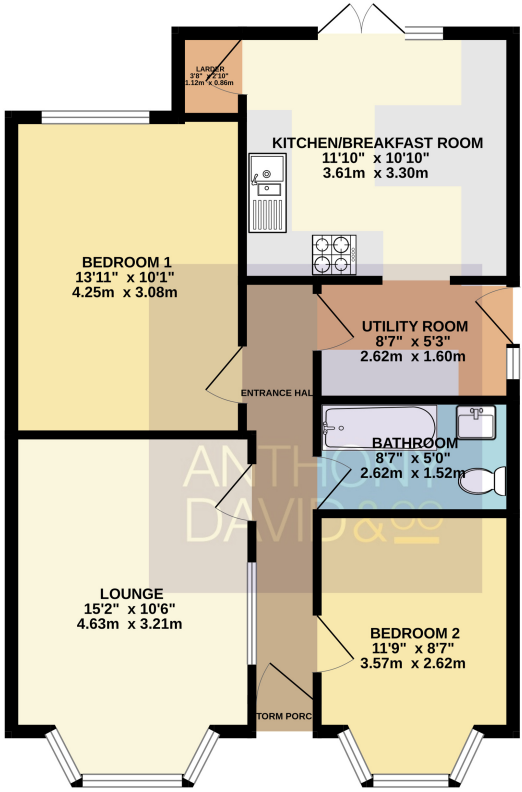 LARDER
3'8" x 2'10"
1.12m x 0.86m
KITCHEN/BREAKFAST ROOM
11'10" x 10'10"
3.61m x 3.30m
BEDROOM 1
13'11" x 10'1"
4.25m x 3.08m
UTILITY ROOM
8'7" x 5'3"
2.62m x 1.60m
ENTRANCE HALL
BATHROOM
8'7" x 5'0"
2.62m x 1.52m
ANTHONY
DAVID & CO
LOUNGE
15'2" x 10'6"
4.63m x 3.21m
BEDROOM 2
11'9" x 8'7"
3.57m x 2.62m
TORM PORC